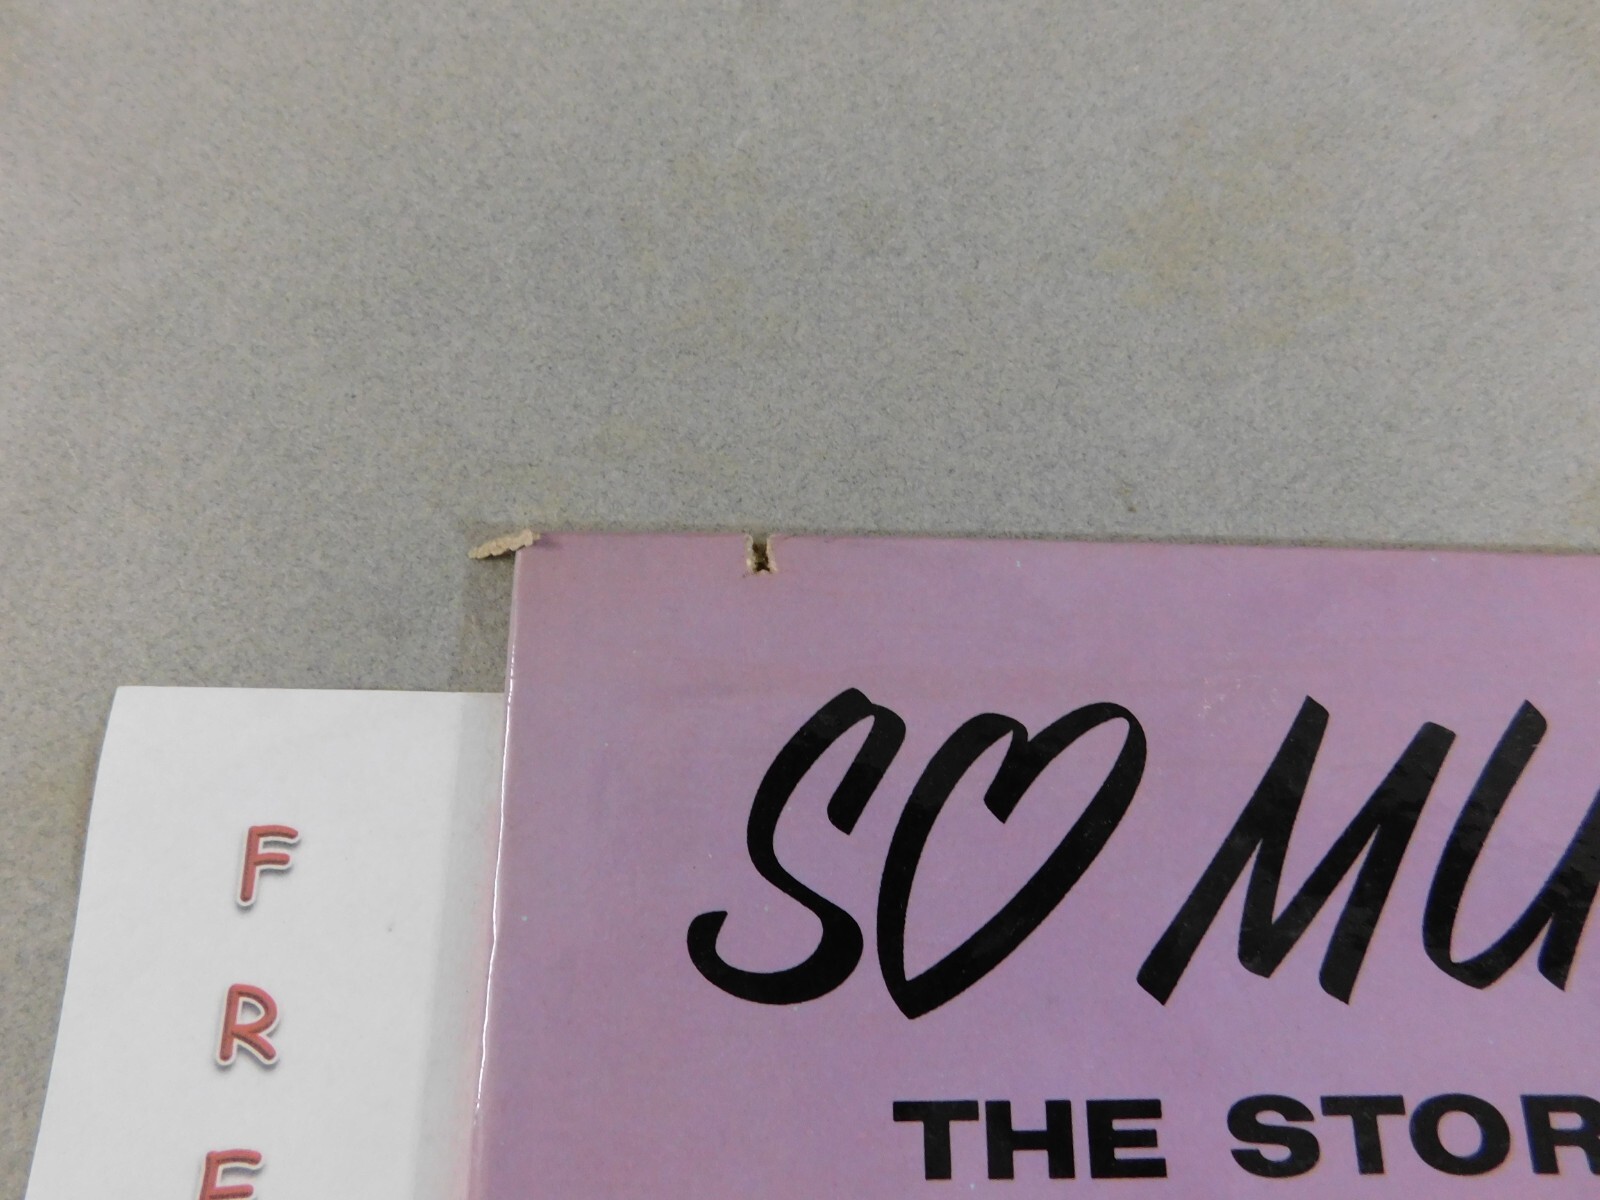 SO MU
THE STOR
F
R
E